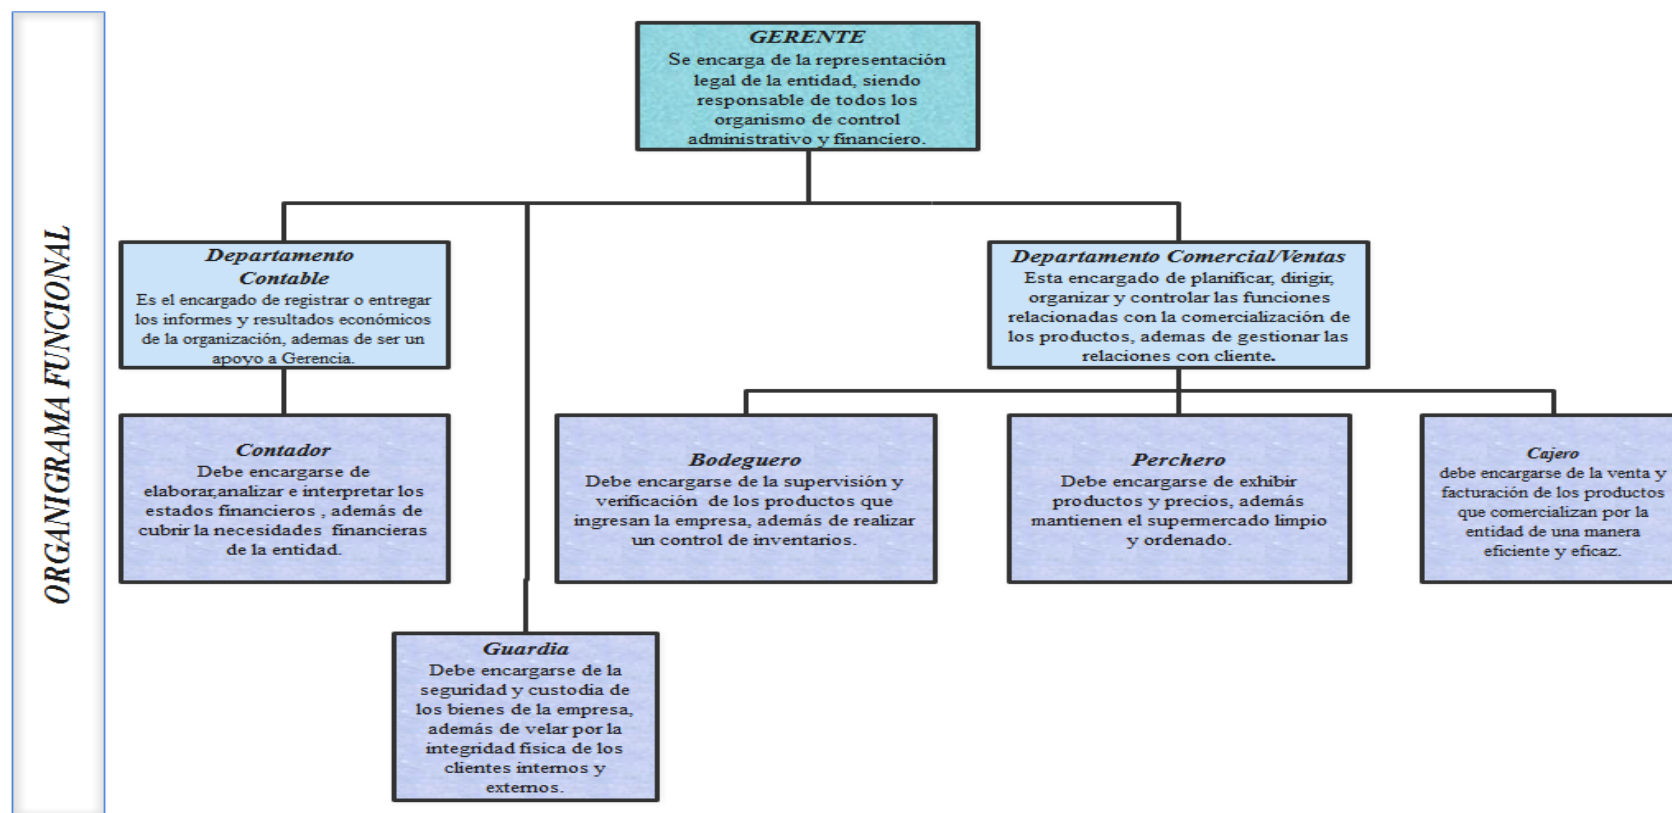 ORGANIGRAMA FUNCIONAL
GERENTE
Se encarga de la representación
legal de la entidad, siendo
responsable de todos los
organismo de control
administrativo y financiero.
Departamento
Contable
Es el encargado de registrar o entregar
los informes y resultados económicos
de la organización, ademas de ser un
apoyo a Gerencia.
Departamento Comercial/Ventas
Esta encargado de planificar, dirigir,
organizar y controlar las funciones
relacionadas con la comercialización de
los productos, ademas de gestionar las
relaciones con cliente.
Contador
Debe encargarse de
elaborar,analizar e interpretar los
estados financieros , además de
cubrir la necesidades financieras
de la entidad.
Bodeguero
Debe encargarse de la supervisión y
verificación de los productos que
ingresan la empresa, además de realizar
un control de inventarios.
Perchero
Debe encargarse de exhibir
productos y precios, además
mantienen el supermercado limpio
y ordenado.
Cajero
debe encargarse de la venta y
facturación de los productos
que comercializan por la
entidad de una manera
eficiente y eficaz.
Guardia
Debe encargarse de la
seguridad y custodia de
los bienes de la empresa,
además de velar por la
integridad física de los
clientes internos y
externos.